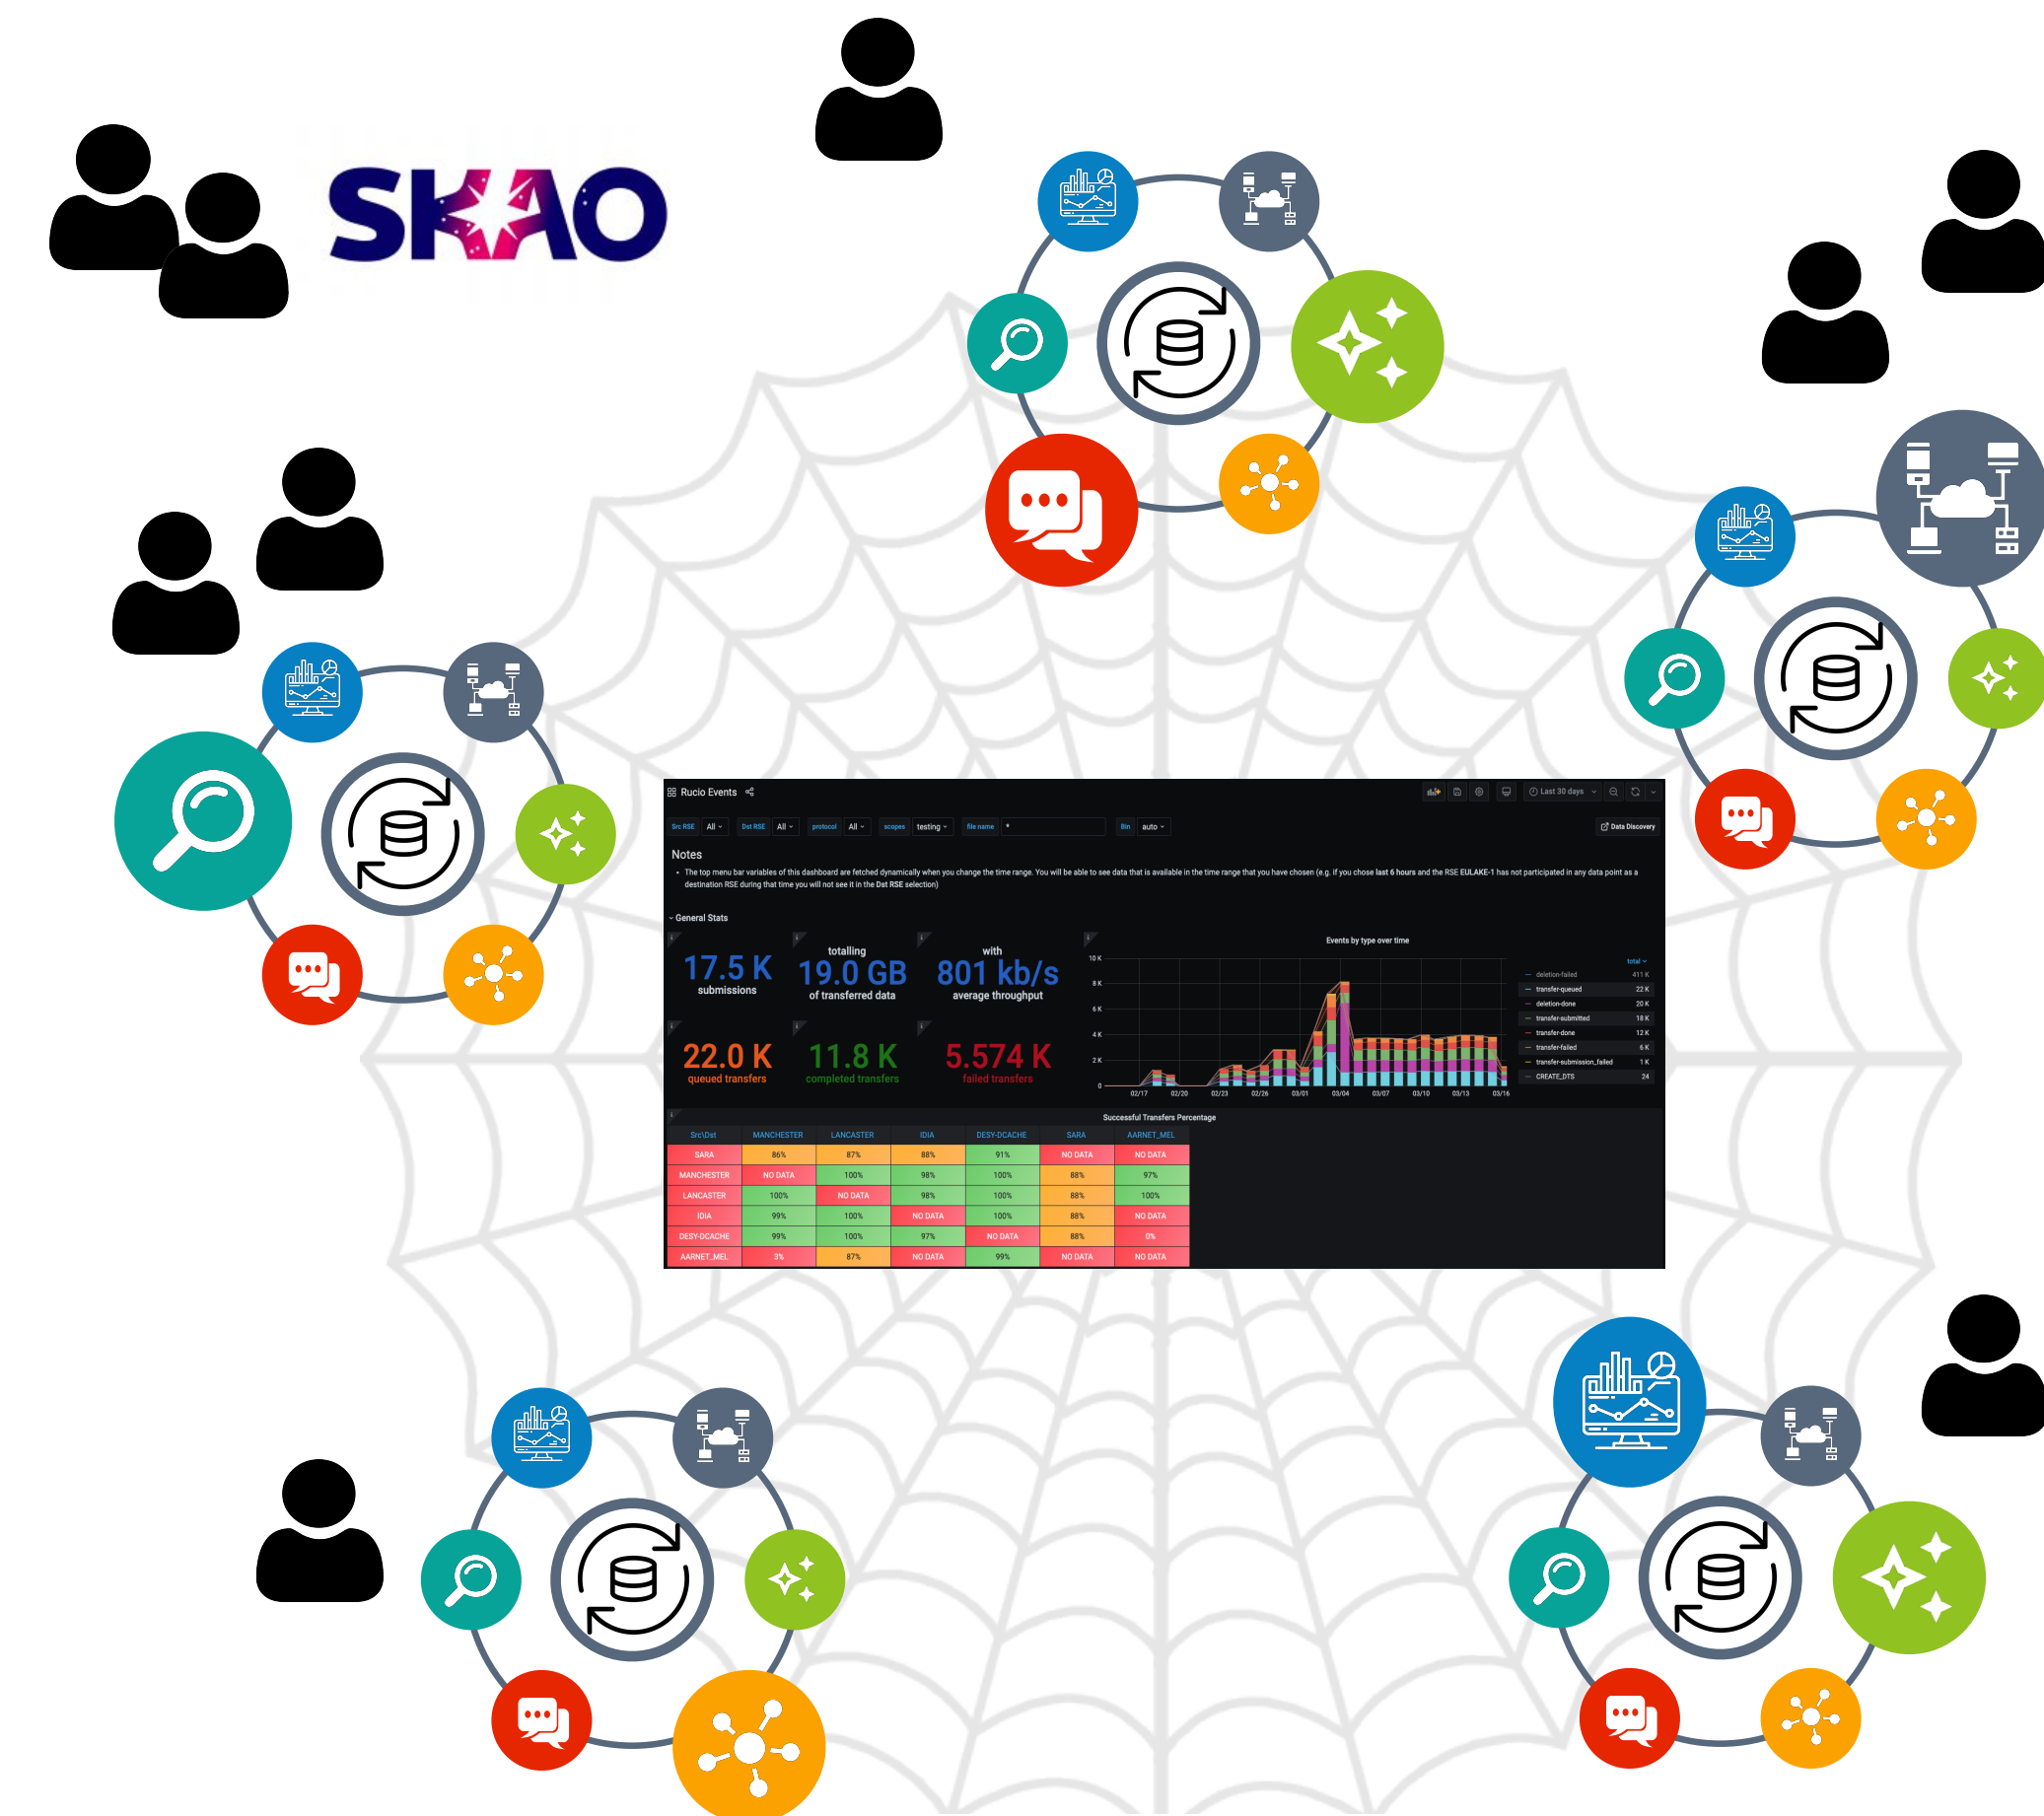 SKAO
Rucio Events
Last 30 days
Src RSE All Dst RSE All protocol All scopes testing file name * Bin auto Data Discovery
Notes
• The top menu bar variables of this dashboard are fetched dynamically when you change the time range. You will be able to see data that is available in the time range that you have chosen (e.g. if you chose last 6 hours and the RSE EULAKE-1 has not participated in any data point as a
destination RSE during that time you will not see it in the Dst RSE selection)
General Stats
17.5 K
submissions
totalling
19.0 GB
of transferred data
with
801 kb/s
average throughput
22.0 K
queued transfers
11.8 K
completed transfers
5.574 K
failed transfers
Events by type over time
10 K
8 K
6 K
4 K
2 K
0
02/17 02/20 02/23 02/26 03/01 03/04 03/07 03/10 03/13 03/16
total
deletion-failed 411 K
transfer-queued 22 K
deletion-done 20 K
transfer-submitted 18 K
transfer-done 12 K
transfer-failed 6 K
transfer-submission_failed 1 K
CREATE_DTS 24
Successful Transfers Percentage
Src\Dst MANCHESTER LANCASTER IDIA DESY-DCACHE SARA AARNET_MEL
SARA 86% 87% 88% 91% NO DATA NO DATA
MANCHESTER NO DATA 100% 98% 100% 88% 97%
LANCASTER 100% NO DATA 98% 100% 88% 100%
IDIA 99% 100% NO DATA 100% 88% NO DATA
DESY-DCACHE 99% 100% 97% NO DATA 88% 0%
AARNET_MEL 3% 87% NO DATA 99% NO DATA NO DATA